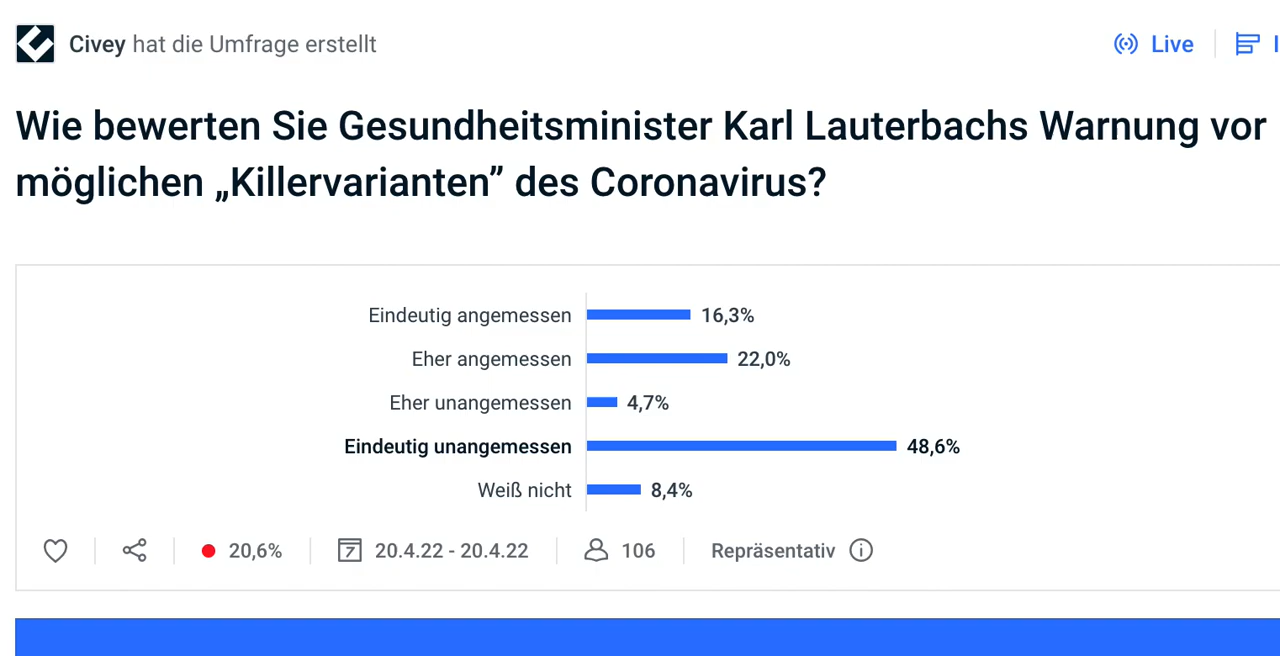 Civey hat die Umfrage erstellt
Live
Wie bewerten Sie Gesundheitsminister Karl Lauterbachs Warnung vor
möglichen „Killervarianten” des Coronavirus?
Eindeutig angemessen 16,3%
Eher angemessen 22,0%
Eher unangemessen 4,7%
Eindeutig unangemessen 48,6%
Weiß nicht 8,4%
20,6% 7 20.4.22 - 20.4.22 106 Repräsentativ